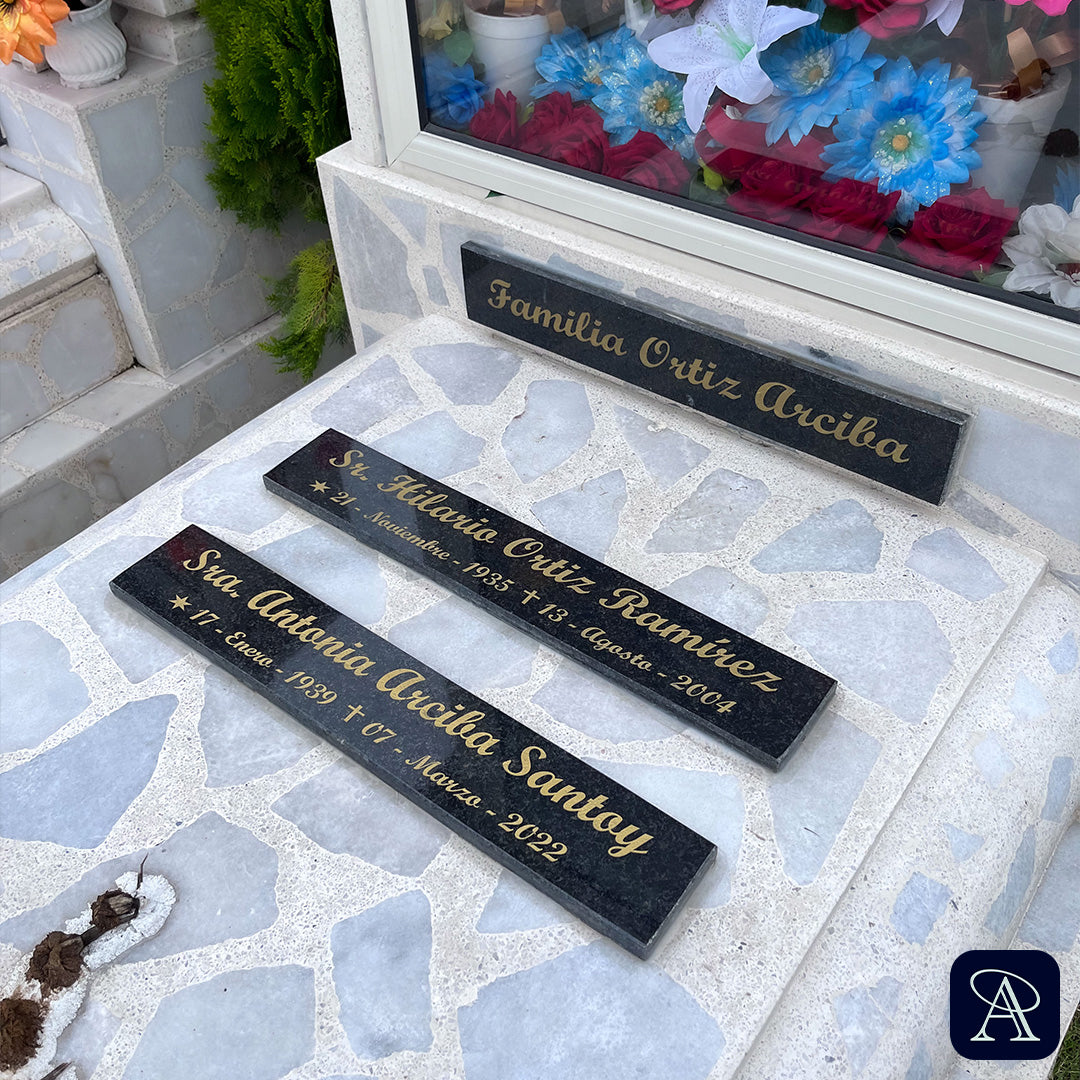 Familia Ortiz Arciba
Sr. Hilario Ortiz Ramírez
✶ 21 - Noviembre - 1935 ✝ 13 - Agosto - 2004
Sra. Antonia Arciba Santoy
✶ 17 - Enero - 1939 ✝ 07 - Marzo - 2022
A